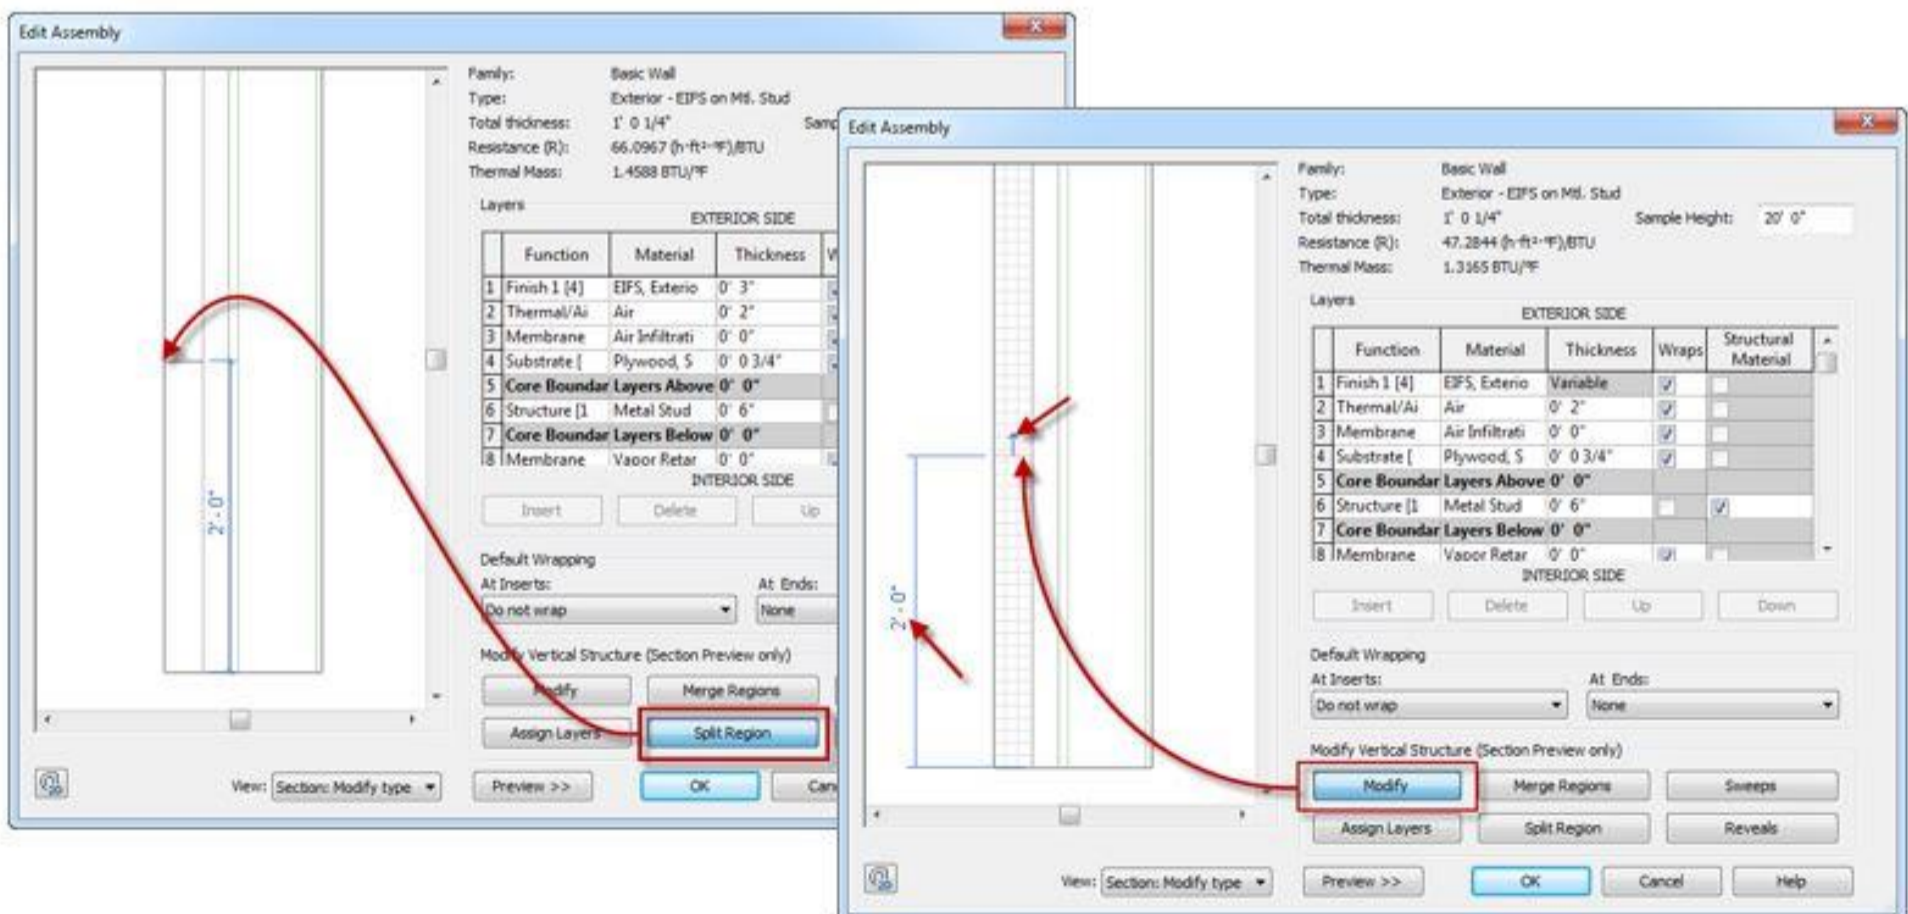 Edit Assembly
Family: Basic Wall
Type: Exterior - EIFS on Mtl. Stud
Total thickness: 1' 0 1/4" Samp
Resistance (R): 66.0967 (h·ft²·°F)/BTU
Thermal Mass: 1.4588 BTU/°F
Layers
EXTERIOR SIDE
Function Material Thickness W
1 Finish 1 [4] EIFS, Exterio 0' 3"
2 Thermal/Ai Air 0' 2"
3 Membrane Air Infiltrati 0' 0"
4 Substrate [ Plywood, S 0' 0 3/4"
5 Core Boundar Layers Above 0' 0"
6 Structure [1 Metal Stud 0' 6"
7 Core Boundar Layers Below 0' 0"
8 Membrane Vapor Retar 0' 0"
INTERIOR SIDE
Insert Delete Up
2' - 0"
Default Wrapping
At Inserts: At Ends:
Do not wrap None
Modify Vertical Structure (Section Preview only)
Modify Merge Regions
Assign Layers Split Region
View: Section: Modify type Preview >> OK Can
Edit Assembly
Family: Basic Wall
Type: Exterior - EIFS on Mtl. Stud
Total thickness: 1' 0 1/4" Sample Height: 20' 0"
Resistance (R): 47.2844 (h·ft²·°F)/BTU
Thermal Mass: 1.3165 BTU/°F
Layers
EXTERIOR SIDE
Function Material Thickness Wraps Structural Material
1 Finish 1 [4] EIFS, Exterio Variable
2 Thermal/Ai Air 0' 2"
3 Membrane Air Infiltrati 0' 0"
4 Substrate [ Plywood, S 0' 0 3/4"
5 Core Boundar Layers Above 0' 0"
6 Structure [1 Metal Stud 0' 6"
7 Core Boundar Layers Below 0' 0"
8 Membrane Vapor Retar 0' 0"
INTERIOR SIDE
Insert Delete Up Down
2' - 0"
Default Wrapping
At Inserts: At Ends:
Do not wrap None
Modify Vertical Structure (Section Preview only)
Modify Merge Regions Sweeps
Assign Layers Split Region Reveals
View: Section: Modify type Preview >> OK Cancel Help